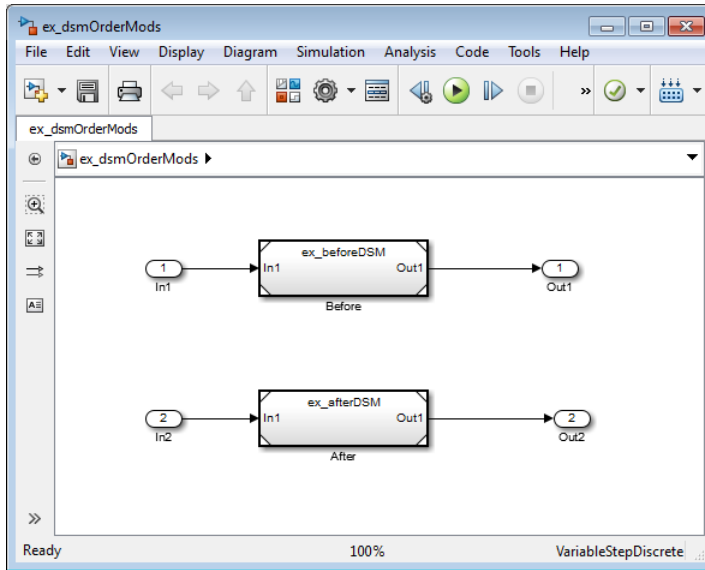 ex_dsmOrderMods
File Edit View Display Diagram Simulation Analysis Code Tools Help
»
ex_dsmOrderMods
ex_dsmOrderMods
ex_beforeDSM
1 In1 Out1 1
In1 Out1
Before
ex_afterDSM
2 In1 Out1 2
In2 Out2
After
A
»
Ready 100% VariableStepDiscrete